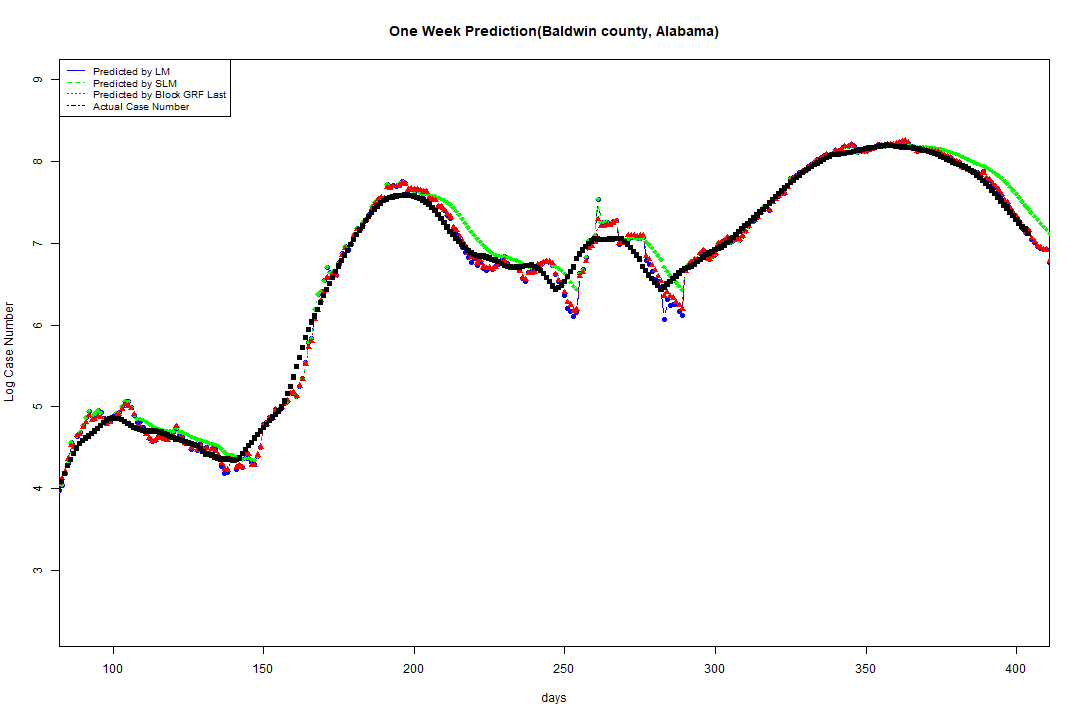 One Week Prediction(Baldwin county, Alabama)
Predicted by LM
Predicted by SLM
Predicted by Block GRF Last
Actual Case Number
Log Case Number
9
8
7
6
5
4
3
100 150 200 250 300 350 400
days